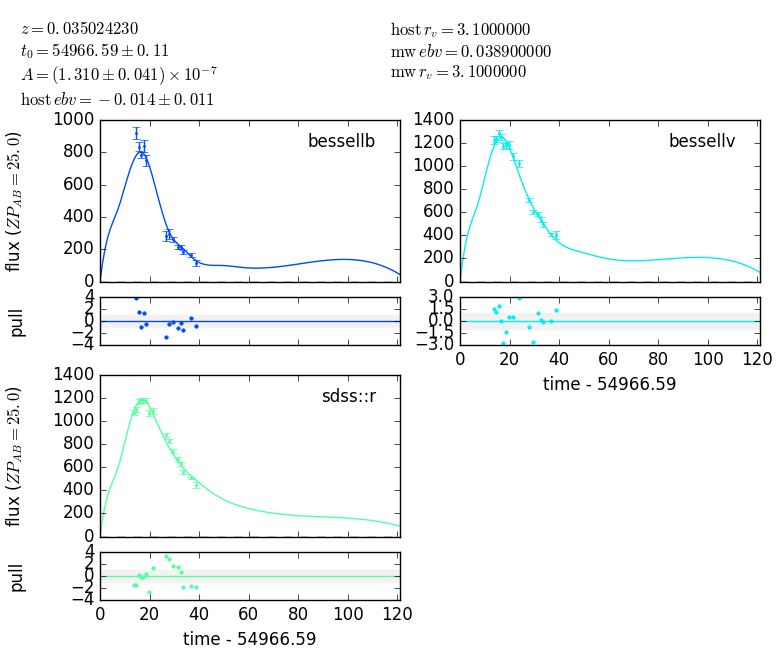 z = 0.035024230
t₀ = 54966.59 ± 0.11
A = (1.310 ± 0.041) × 10⁻⁷
host ebv = −0.014 ± 0.011
host r_v = 3.1000000
mw ebv = 0.038900000
mw r_v = 3.1000000
bessellb
flux (ZP_AB = 25.0)
1000
800
600
400
200
0
pull
4
2
0
−2
−4
bessellv
1400
1200
1000
800
600
400
200
0
3.0
1.5
0.0
−1.5
−3.0
0 20 40 60 80 100 120
time - 54966.59
sdss::r
flux (ZP_AB = 25.0)
1400
1200
1000
800
600
400
200
0
pull
4
2
0
−2
−4
0 20 40 60 80 100 120
time - 54966.59